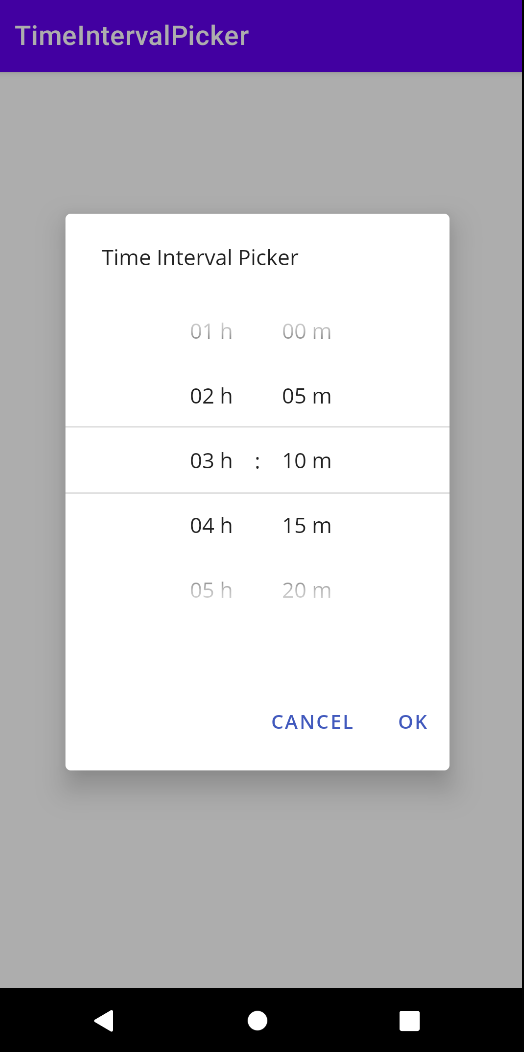 TimeIntervalPicker
Time Interval Picker
01 h 00 m
02 h 05 m
03 h : 10 m
04 h 15 m
05 h 20 m
CANCEL OK